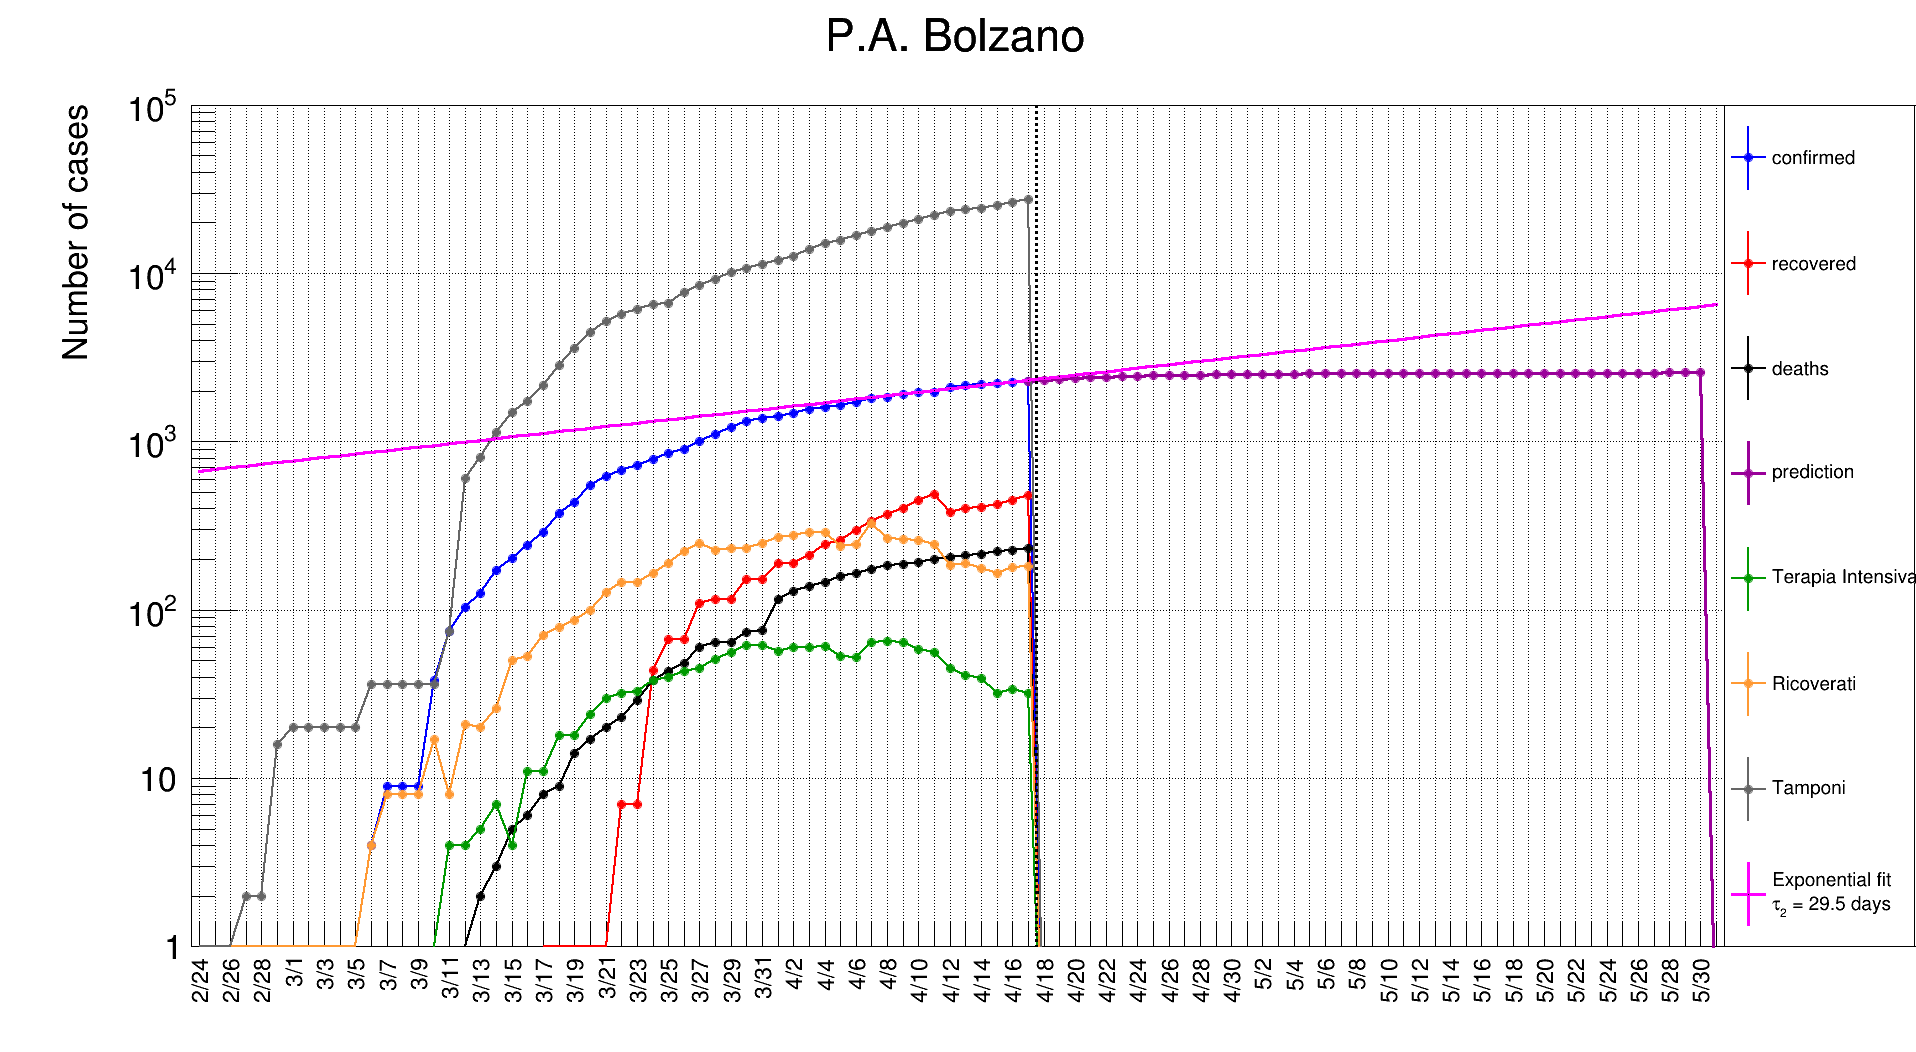 P.A. Bolzano
Number of cases
10^5
10^4
10^3
10^2
10
1
2/24 2/26 2/28 3/1 3/3 3/5 3/7 3/9 3/11 3/13 3/15 3/17 3/19 3/21 3/23 3/25 3/27 3/29 3/31 4/2 4/4 4/6 4/8 4/10 4/12 4/14 4/16 4/18 4/20 4/22 4/24 4/26 4/28 4/30 5/2 5/4 5/6 5/8 5/10 5/12 5/14 5/16 5/18 5/20 5/22 5/24 5/26 5/28 5/30
confirmed
recovered
deaths
prediction
Terapia Intensiva
Ricoverati
Tamponi
Exponential fit
τ_2 = 29.5 days